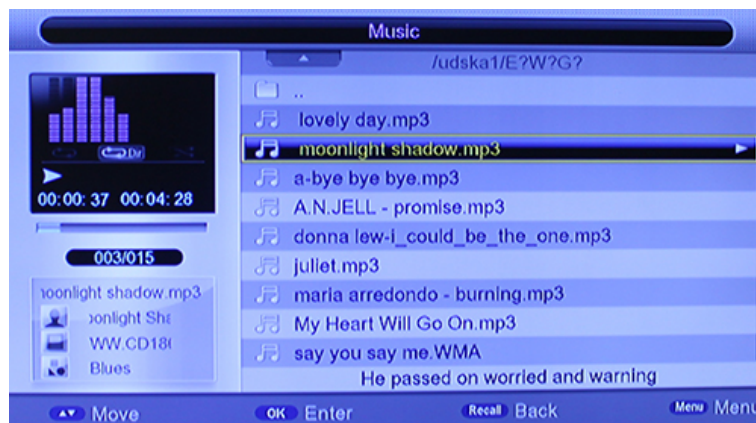 Music
/udska1/E?W?G?
..
lovely day.mp3
moonlight shadow.mp3
a-bye bye bye.mp3
A.N.JELL - promise.mp3
donna lew-i_could_be_the_one.mp3
juliet.mp3
maria arredondo - burning.mp3
My Heart Will Go On.mp3
say you say me.WMA
He passed on worried and warning
Dir
00:00:37 00:04:28
003/015
oonlight shadow.mp3
oonlight Sha
WW.CD18(
Blues
Move
OK Enter
Recall Back
Menu Menu